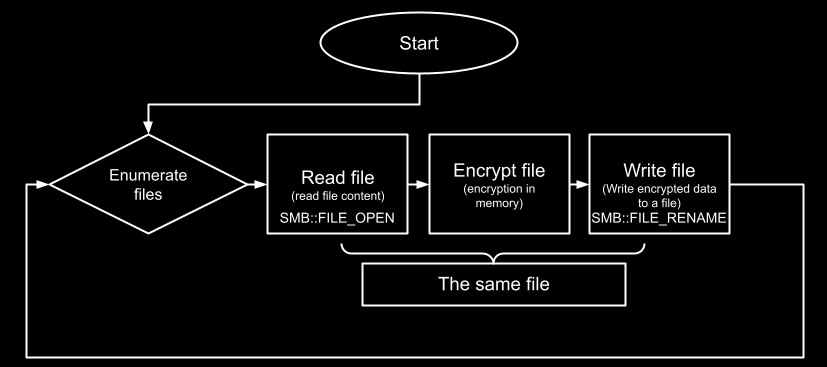 Start
Enumerate
files
Read file
(read file content)
SMB::FILE_OPEN
Encrypt file
(encryption in
memory)
Write file
(Write encrypted data
to a file)
SMB::FILE_RENAME
The same file